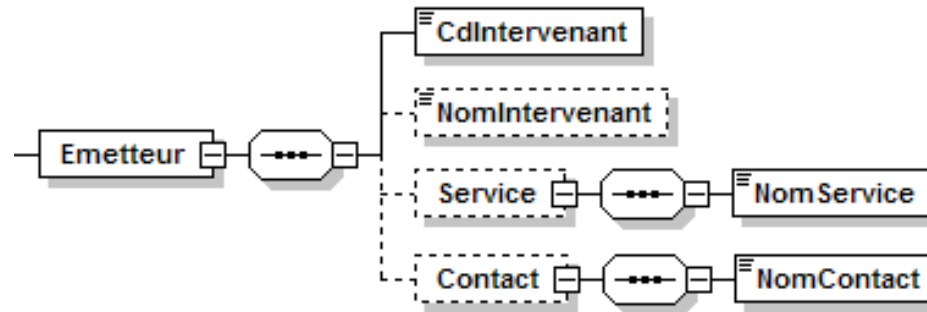 CdIntervenant
NomIntervenant
Emetteur
Service
NomService
Contact
NomContact